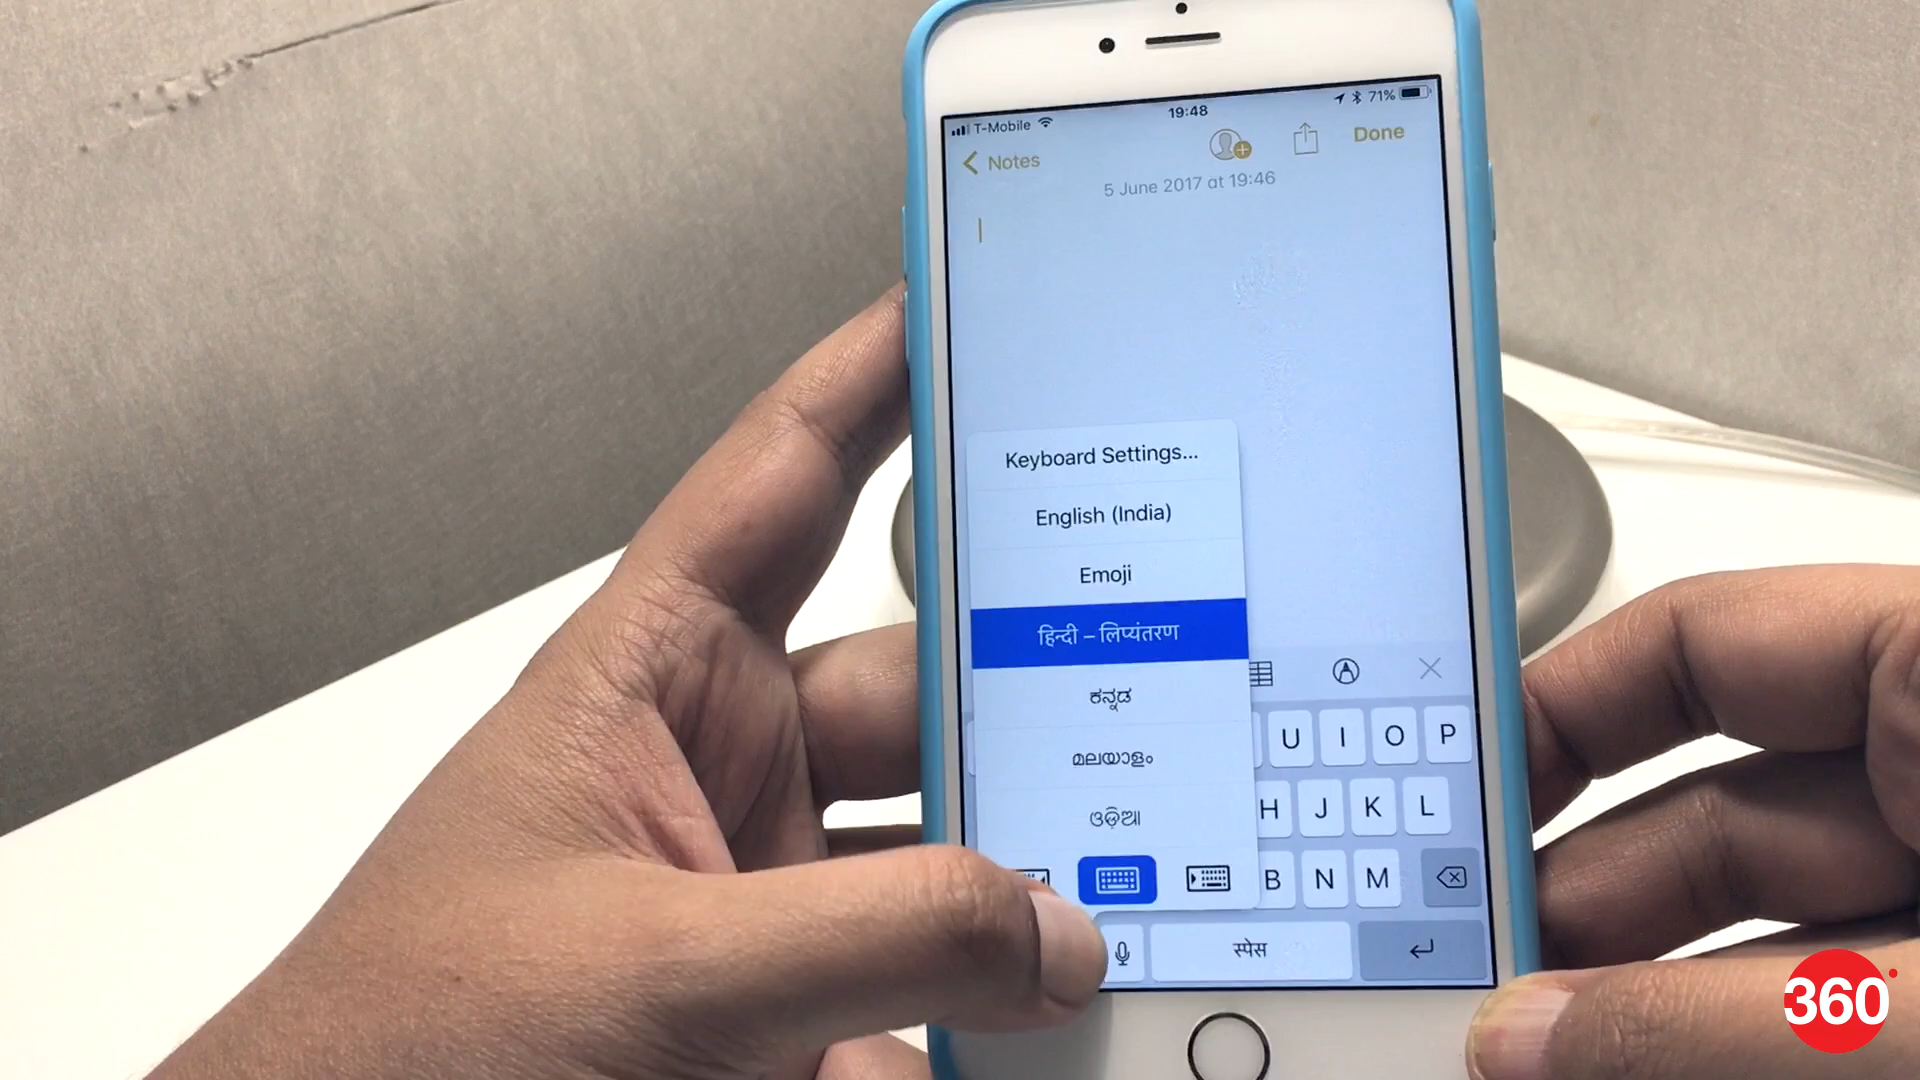 T-Mobile 19:48 71%
Notes Done
5 June 2017 at 19:46
Keyboard Settings...
English (India)
Emoji
हिन्दी – लिप्यंतरण
ಕನ್ನಡ
മലയാളം
ଓଡ଼ିଆ
U I O P
H J K L
B N M
स्पेस
360